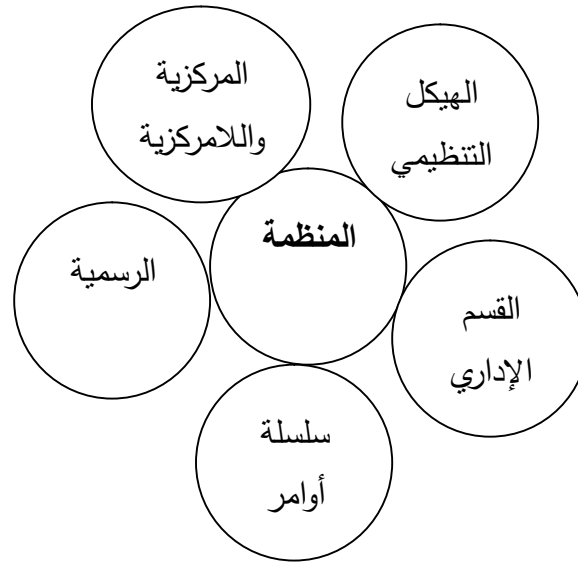 المركزية
واللامركزية
الهيكل
التنظيمي
المنظمة
الرسمية
القسم
الإداري
سلسلة
أوامر